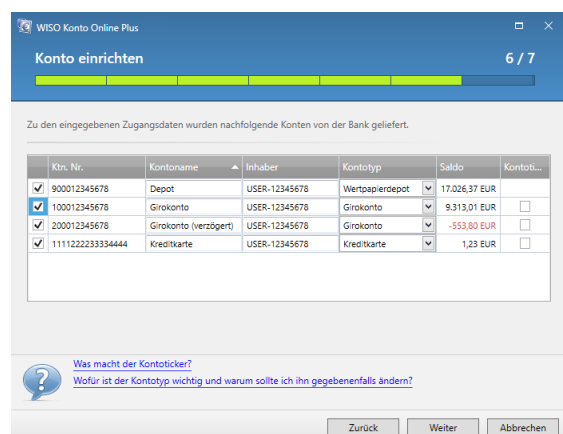 WISO Konto Online Plus
Konto einrichten 6 / 7
Zu den eingegebenen Zugangsdaten wurden nachfolgende Konten von der Bank geliefert.
Ktn. Nr. Kontoname Inhaber Kontotyp Saldo Kontoti...
900012345678 Depot USER-12345678 Wertpapierdepot 17.026,37 EUR
100012345678 Girokonto USER-12345678 Girokonto 9.313,01 EUR
200012345678 Girokonto (verzögert) USER-12345678 Girokonto -553,80 EUR
1111222233334444 Kreditkarte USER-12345678 Kreditkarte 1,23 EUR
Was macht der Kontoticker?
Wofür ist der Kontotyp wichtig und warum sollte ich ihn gegebenenfalls ändern?
Zurück Weiter Abbrechen